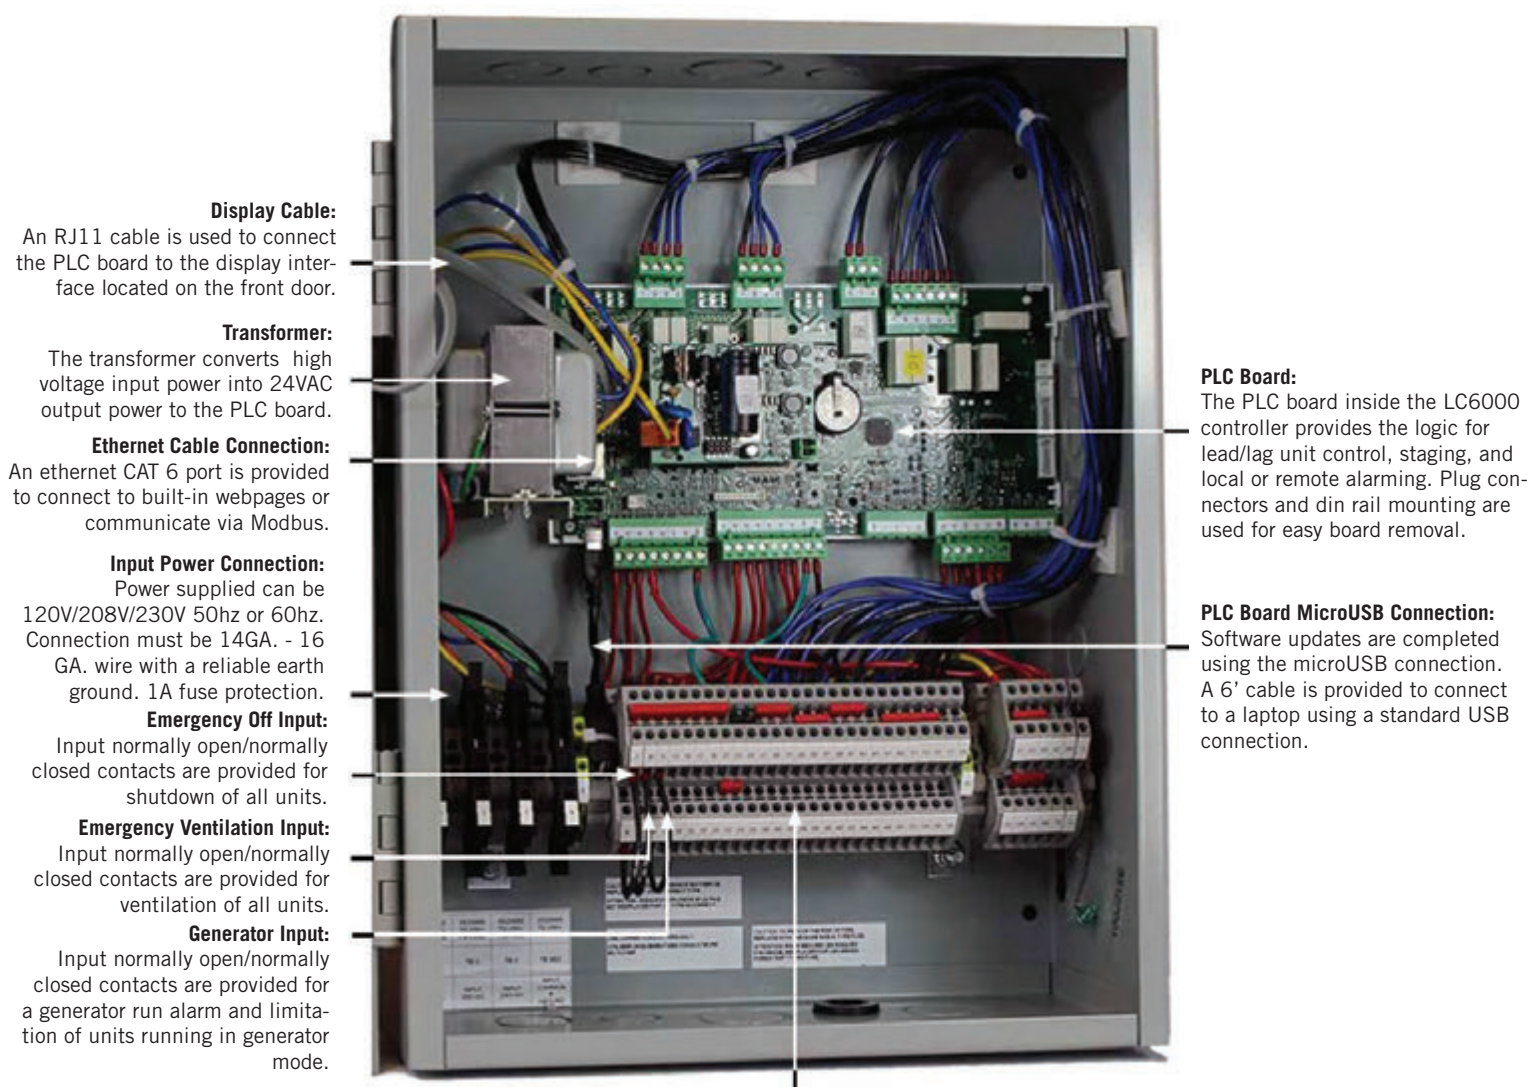 Display Cable:
An RJ11 cable is used to connect
the PLC board to the display inter-
face located on the front door.
Transformer:
The transformer converts high
voltage input power into 24VAC
output power to the PLC board.
Ethernet Cable Connection:
An ethernet CAT 6 port is provided
to connect to built-in webpages or
communicate via Modbus.
Input Power Connection:
Power supplied can be
120V/208V/230V 50hz or 60hz.
Connection must be 14GA. - 16
GA. wire with a reliable earth
ground. 1A fuse protection.
Emergency Off Input:
Input normally open/normally
closed contacts are provided for
shutdown of all units.
Emergency Ventilation Input:
Input normally open/normally
closed contacts are provided for
ventilation of all units.
Generator Input:
Input normally open/normally
closed contacts are provided for
a generator run alarm and limita-
tion of units running in generator
mode.
PLC Board:
The PLC board inside the LC6000
controller provides the logic for
lead/lag unit control, staging, and
local or remote alarming. Plug con-
nectors and din rail mounting are
used for easy board removal.
PLC Board MicroUSB Connection:
Software updates are completed
using the microUSB connection.
A 6' cable is provided to connect
to a laptop using a standard USB
connection.